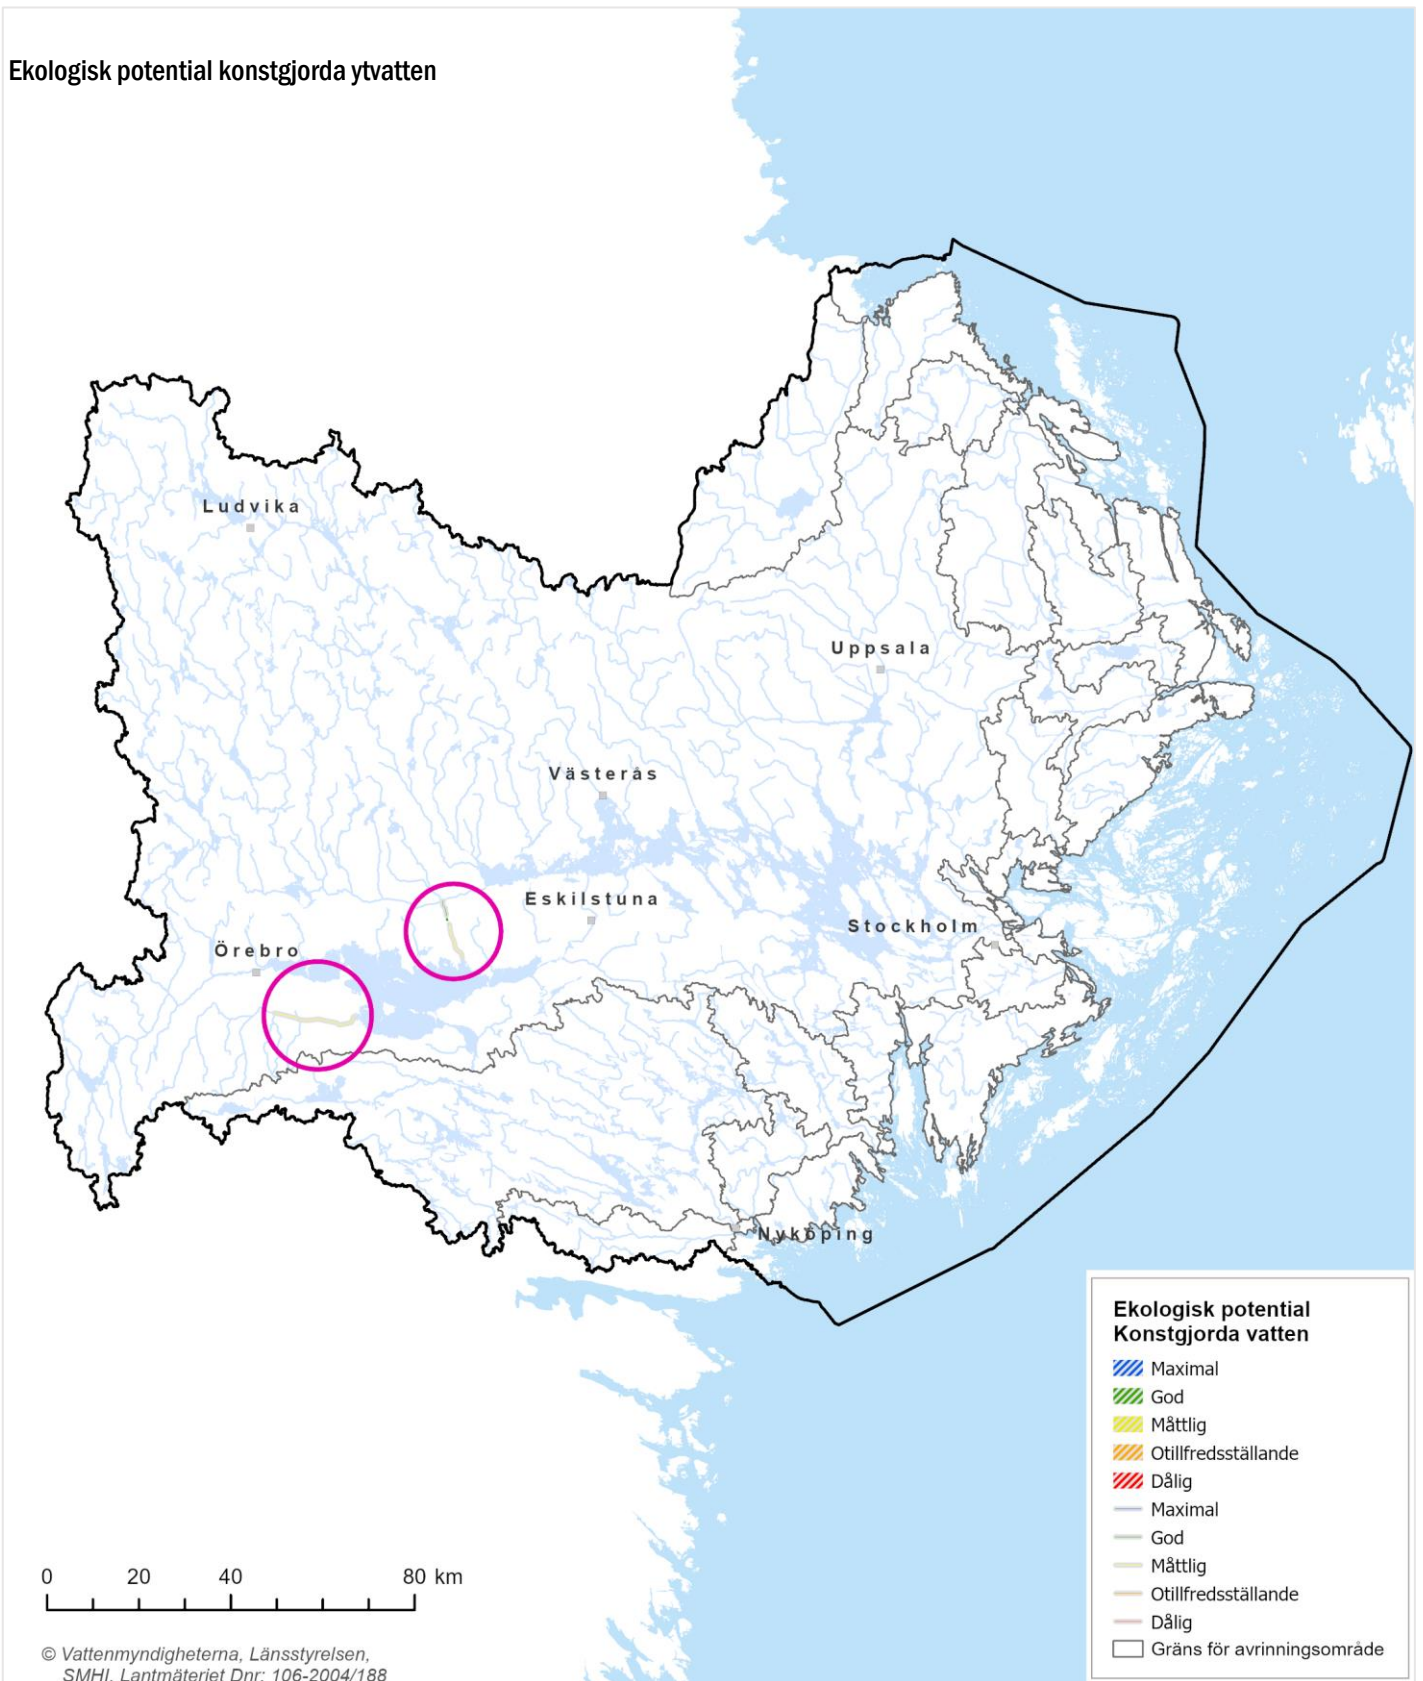 Ekologisk potential konstgjorda ytvatten
Ludvika
Uppsala
Västerås
Eskilstuna
Stockholm
Örebro
Nyköping
Ekologisk potential
Konstgjorda vatten
Maximal
God
Måttlig
Otillfredsställande
Dålig
Maximal
God
Måttlig
Otillfredsställande
Dålig
Gräns för avrinningsområde
0 20 40 80 km
© Vattenmyndigheterna, Länsstyrelsen,
SMHI, Lantmäteriet Dnr: 106-2004/188